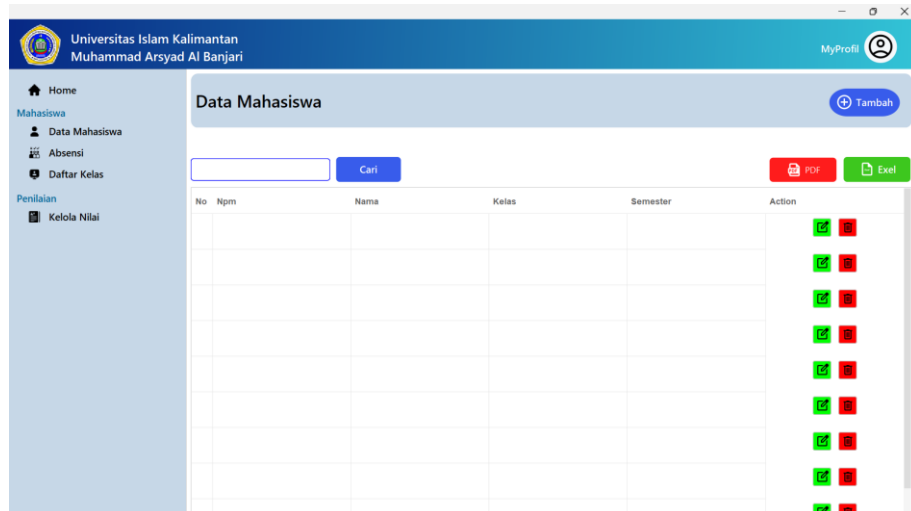 Universitas Islam Kalimantan
Muhammad Arsyad Al Banjari
MyProfil
Home
Mahasiswa
Data Mahasiswa
Absensi
Daftar Kelas
Penilaian
Kelola Nilai
Data Mahasiswa
Tambah
Cari
PDF
Exel
No Npm Nama Kelas Semester Action